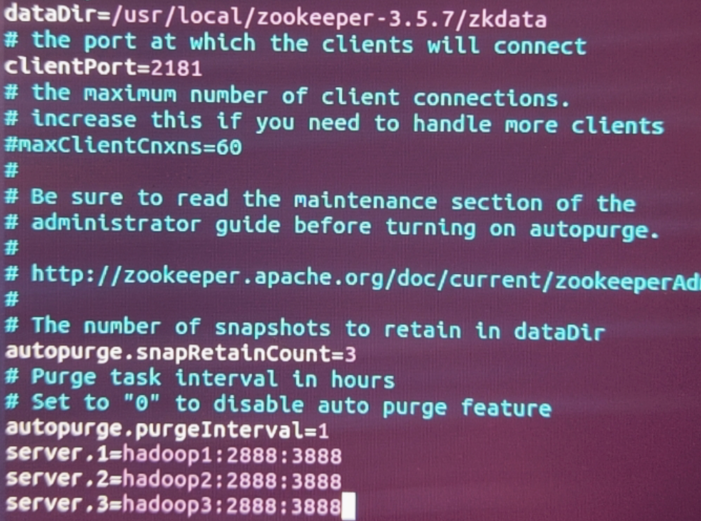 dataDir=/usr/local/zookeeper-3.5.7/zkdata
# the port at which the clients will connect
clientPort=2181
# the maximum number of client connections.
# increase this if you need to handle more clients
#maxClientCnxns=60
#
# Be sure to read the maintenance section of the
# administrator guide before turning on autopurge.
#
# http://zookeeper.apache.org/doc/current/zookeeperAd
#
# The number of snapshots to retain in dataDir
autopurge.snapRetainCount=3
# Purge task interval in hours
# Set to "0" to disable auto purge feature
autopurge.purgeInterval=1
server.1=hadoop1:2888:3888
server.2=hadoop2:2888:3888
server.3=hadoop3:2888:3888